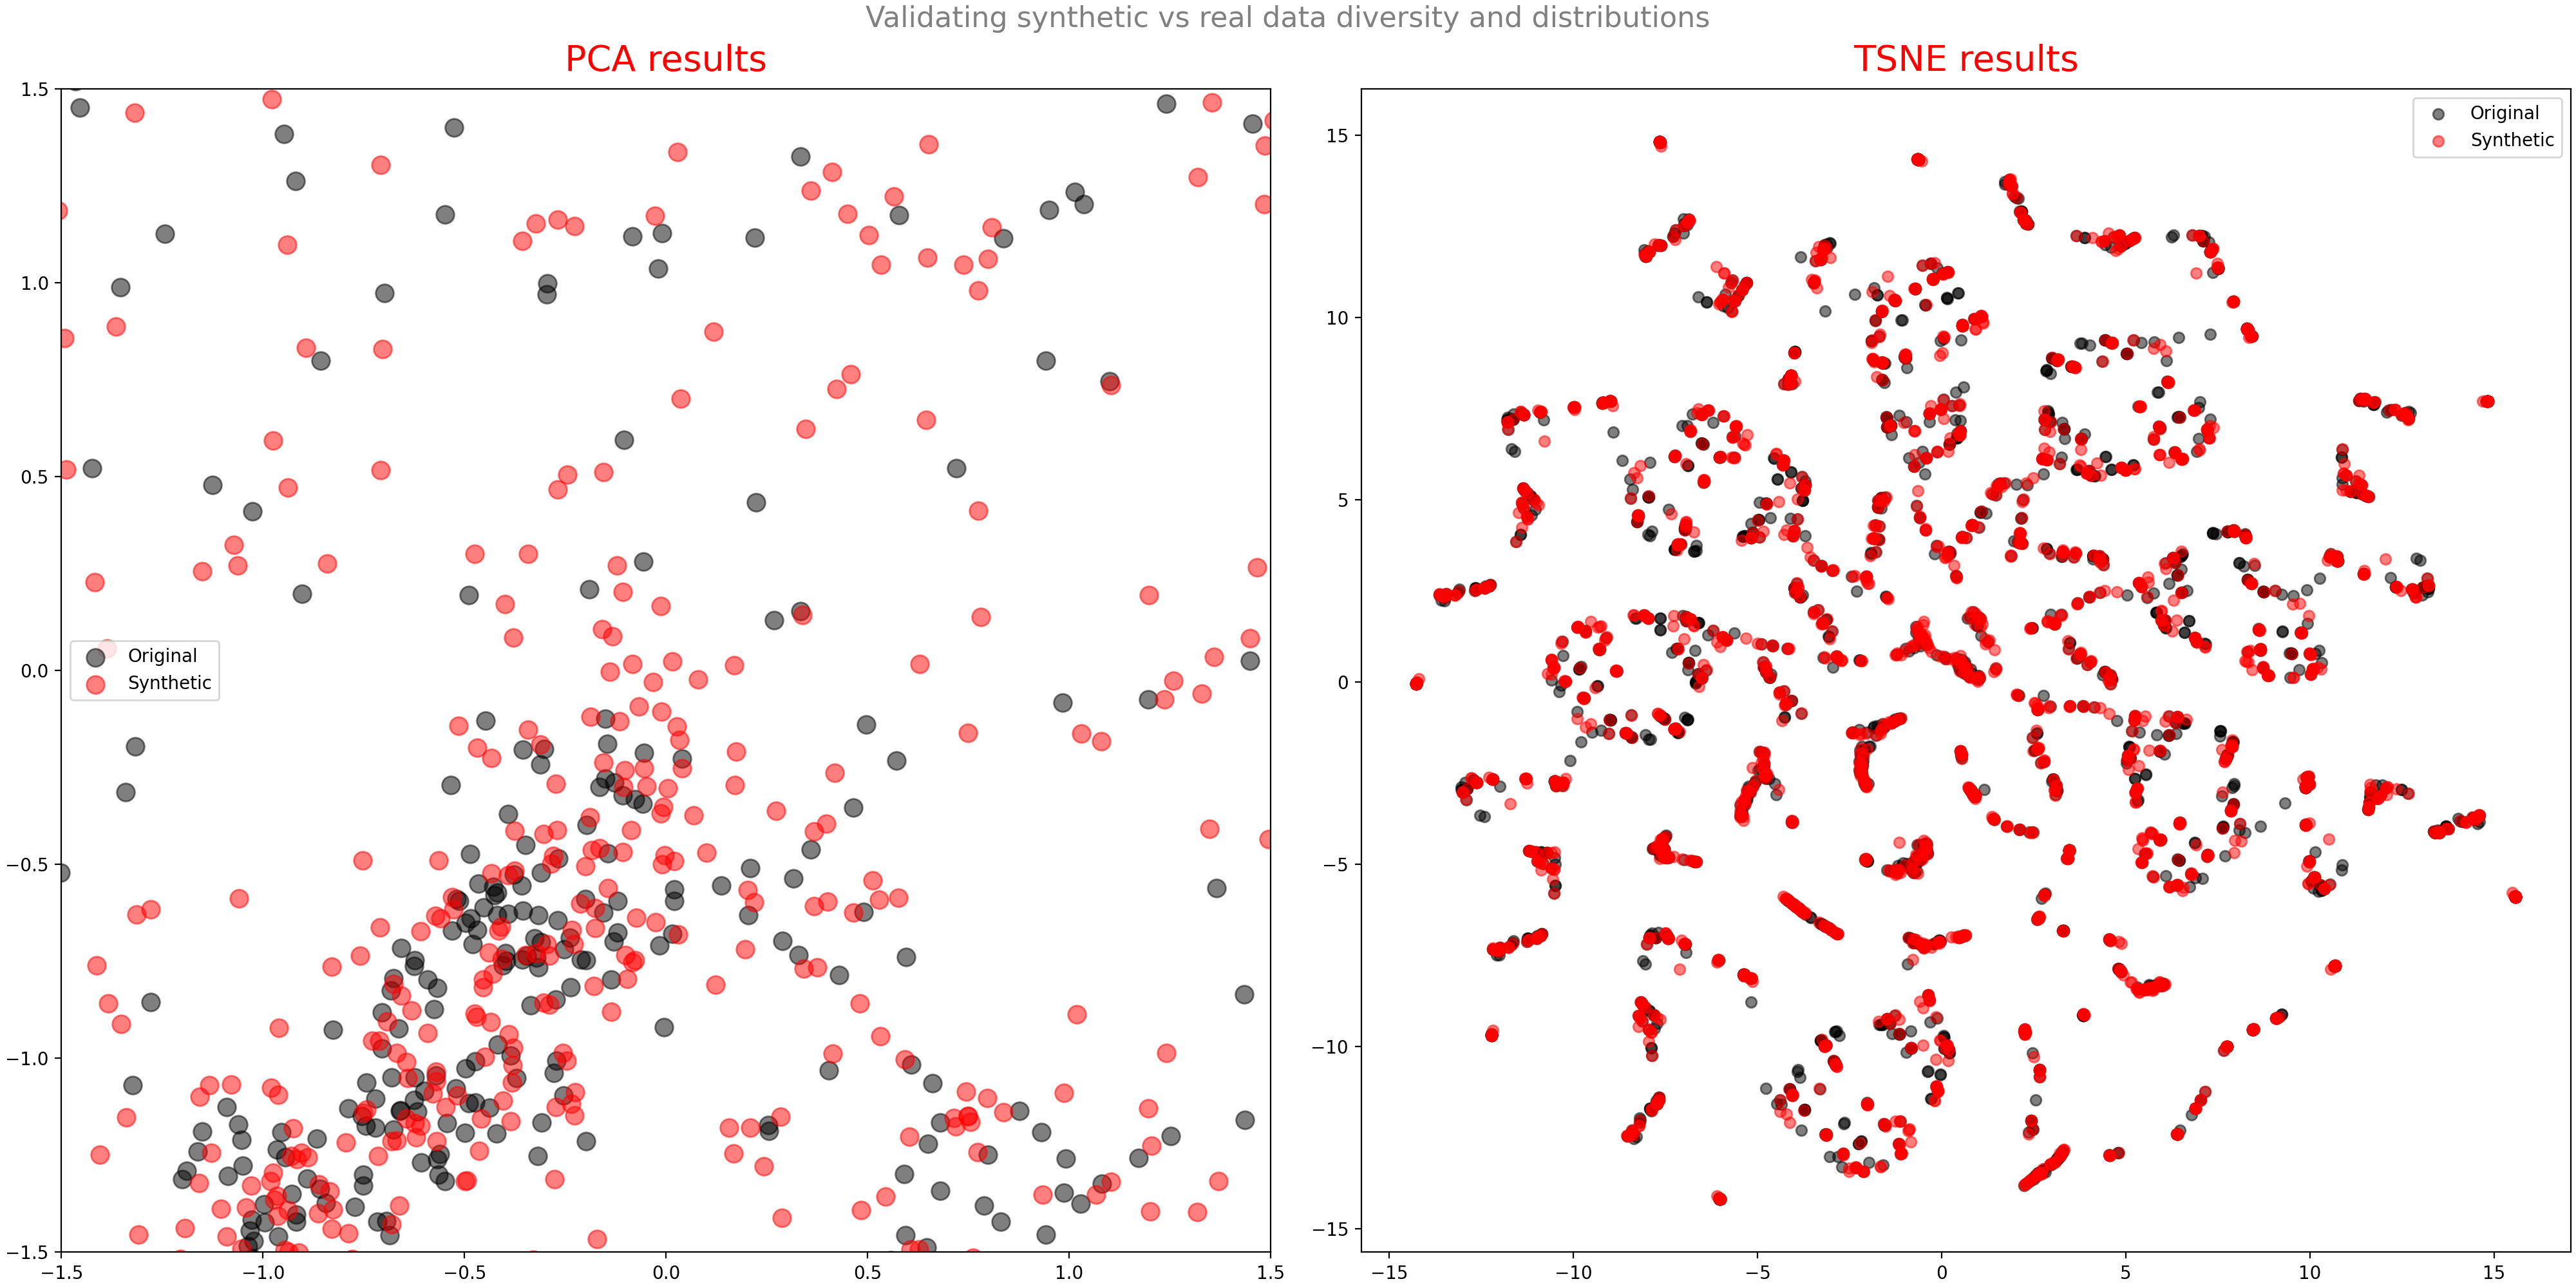 Validating synthetic vs real data diversity and distributions
PCA results
1.5
1.0
0.5
0.0
−0.5
−1.0
−1.5
Original
Synthetic
−1.5 −1.0 −0.5 0.0 0.5 1.0 1.5
TSNE results
Original
Synthetic
15
10
5
0
−5
−10
−15
−15 −10 −5 0 5 10 15